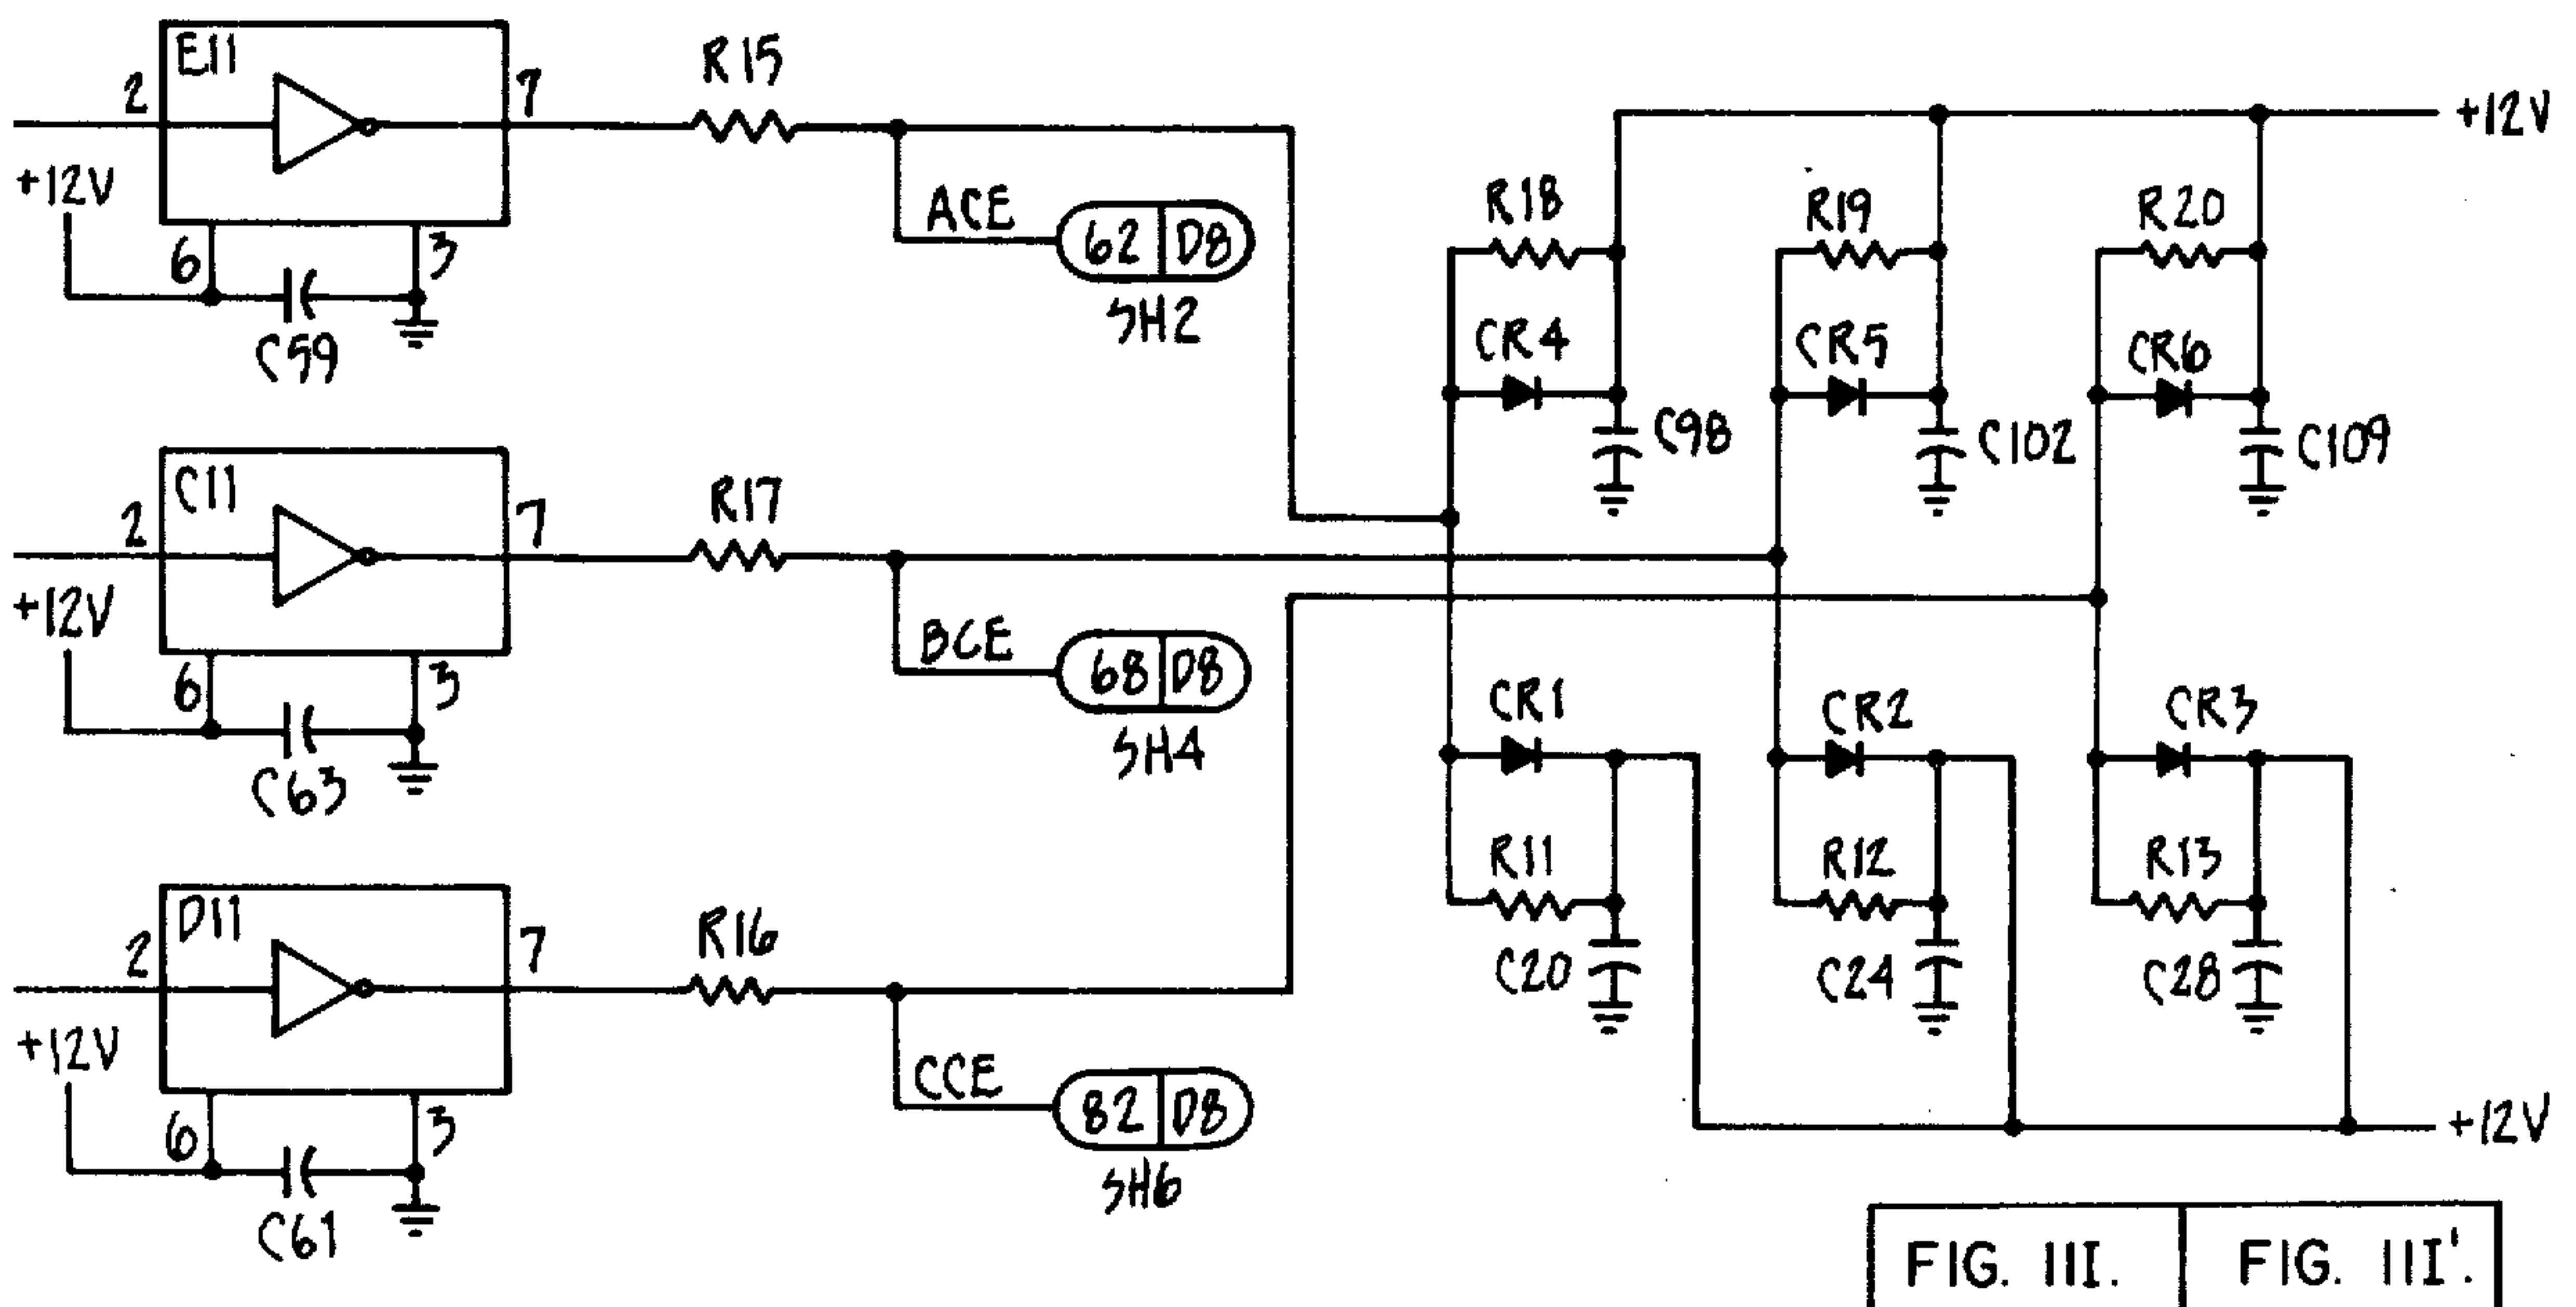 E11
2
7
R15
+12V
6
3
C59
ACE
62 D8
SH2
+12V
R18
R19
R20
CR4
CR5
CR6
C98
C102
C109
C11
2
7
R17
+12V
6
3
C63
BCE
68 D8
SH4
CR1
CR2
CR3
R11
R12
R13
C20
C24
C28
D11
2
7
R16
+12V
6
3
C61
CCE
82 D8
SH6
+12V
FIG. III.
FIG. III'.